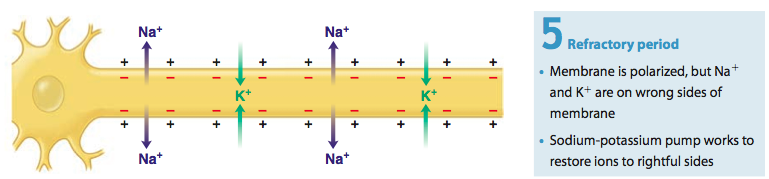 Na⁺ Na⁺
+ + + + + + + + +
– – – – – – – – –
K⁺ K⁺
– – – – – – – – –
+ + + + + + + + +
Na⁺ Na⁺
5 Refractory period
• Membrane is polarized, but Na⁺
and K⁺ are on wrong sides of
membrane
• Sodium-potassium pump works to
restore ions to rightful sides